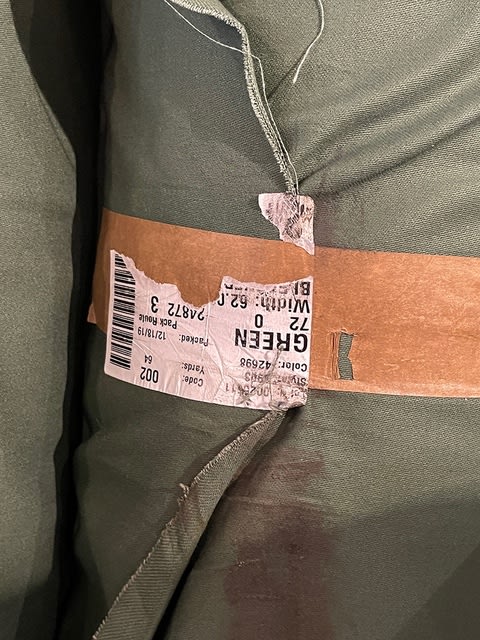 Color: 42698
GREEN
0
72
Width: 62.0
Code: 002
Yards: 64
Packed: 12/18/19
Pack Route
24872 3